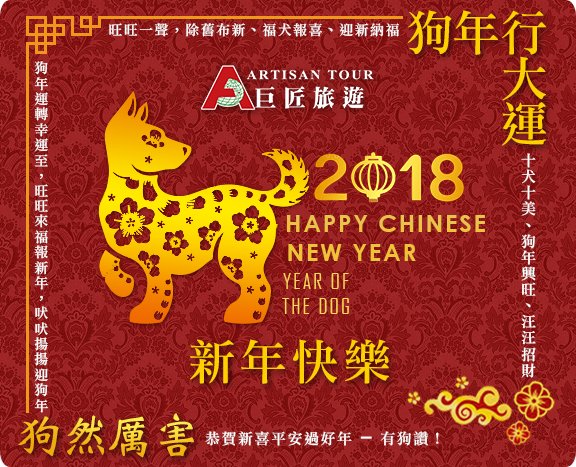 旺旺一聲，除舊布新、福犬報喜、迎新納福
狗年行大運
狗年運轉幸運至，旺旺來福報新年，吠吠揚揚迎狗年
ARTISAN TOUR
巨匠旅遊
十犬十美、狗年興旺、汪汪招財
2018
HAPPY CHINESE
NEW YEAR
YEAR OF
THE DOG
新年快樂
狗然厲害
恭賀新喜平安過好年 – 有狗讚！